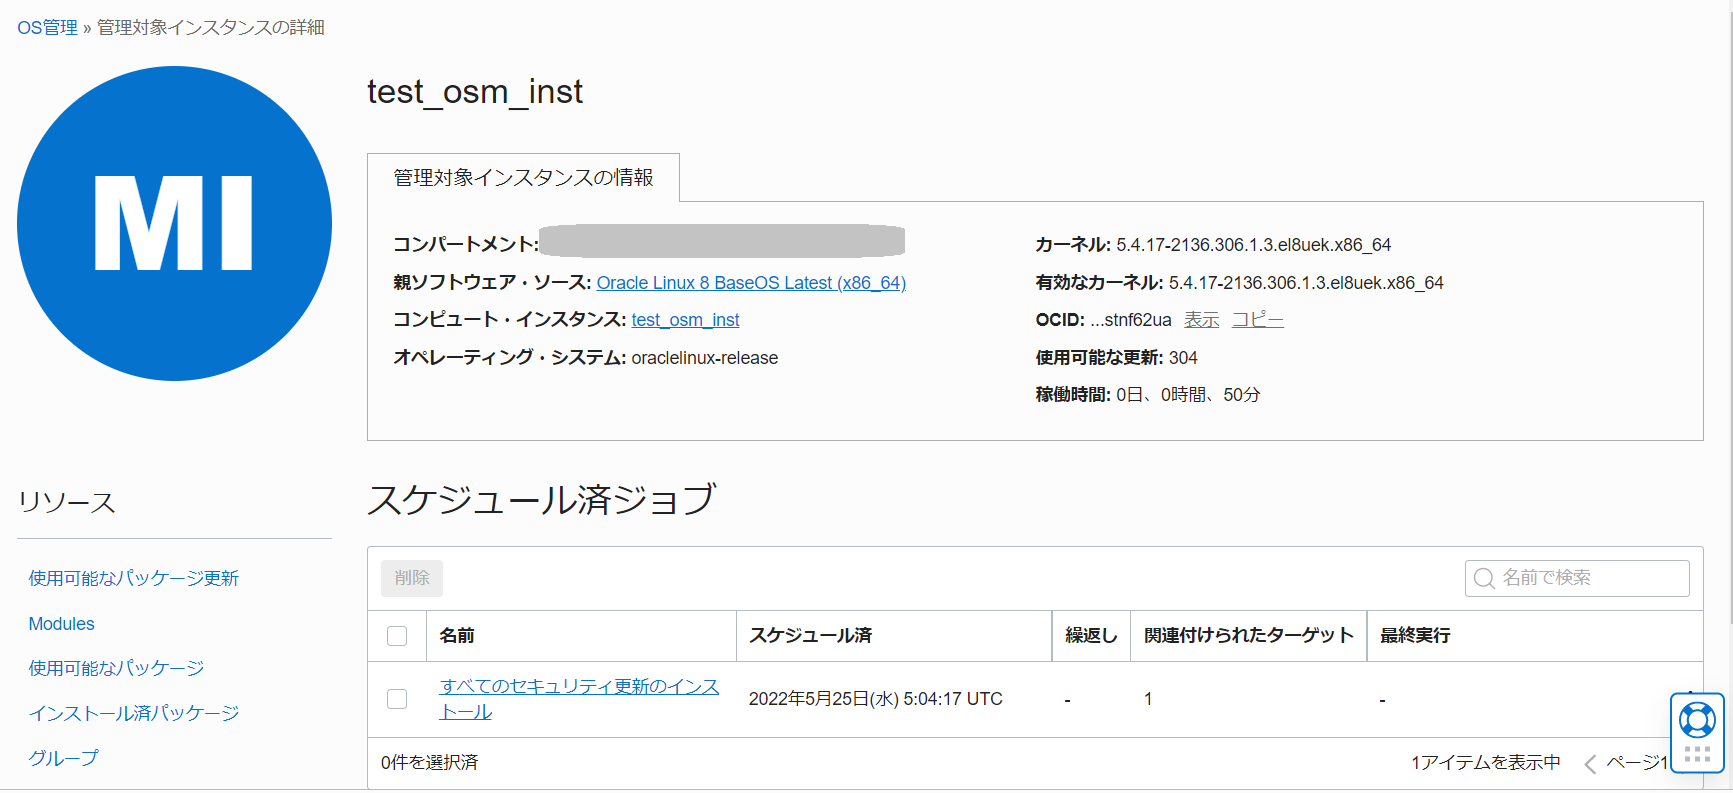 OS管理 » 管理対象インスタンスの詳細
MI
test_osm_inst
管理対象インスタンスの情報
コンパートメント:
親ソフトウェア・ソース: Oracle Linux 8 BaseOS Latest (x86_64)
コンピュート・インスタンス: test_osm_inst
オペレーティング・システム: oraclelinux-release
カーネル: 5.4.17-2136.306.1.3.el8uek.x86_64
有効なカーネル: 5.4.17-2136.306.1.3.el8uek.x86_64
OCID: ...stnf62ua 表示 コピー
使用可能な更新: 304
稼働時間: 0日、0時間、50分
リソース
使用可能なパッケージ更新
Modules
使用可能なパッケージ
インストール済パッケージ
グループ
スケジュール済ジョブ
削除
名前で検索
名前 スケジュール済 繰返し 関連付けられたターゲット 最終実行
すべてのセキュリティ更新のインス
トール
2022年5月25日(水) 5:04:17 UTC - 1 -
0件を選択済
1アイテムを表示中 ページ1